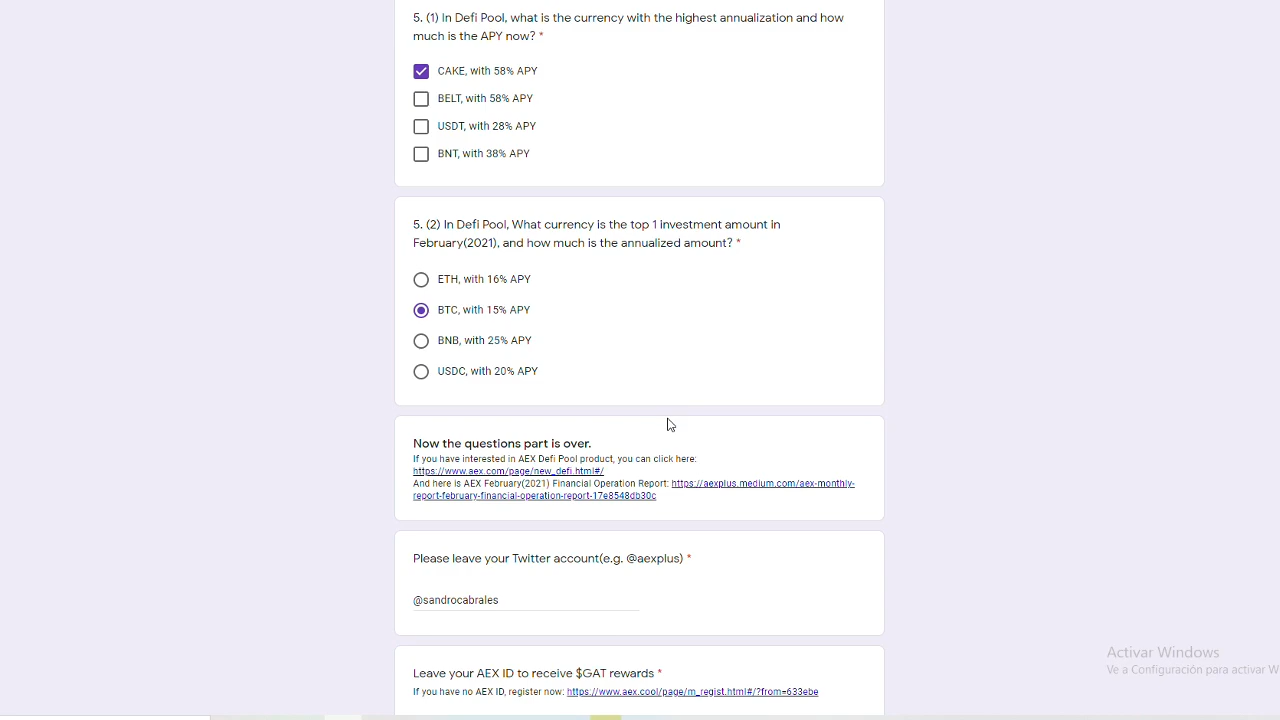 5. (1) In Defi Pool, what is the currency with the highest annualization and how
much is the APY now? *
CAKE, with 58% APY
BELT, with 58% APY
USDT, with 28% APY
BNT, with 38% APY
5. (2) In Defi Pool, What currency is the top 1 investment amount in
February(2021), and how much is the annualized amount? *
ETH, with 16% APY
BTC, with 15% APY
BNB, with 25% APY
USDC, with 20% APY
Now the questions part is over.
If you have interested in AEX Defi Pool product, you can click here:
https://www.aex.com/page/new_defi.html#/
And here is AEX February(2021) Financial Operation Report: https://aexplus.medium.com/aex-monthly-
report-february-financial-operation-report-17e8548db30c
Please leave your Twitter account(e.g. @aexplus) *
@sandrocabrales
Leave your AEX ID to receive $GAT rewards *
If you have no AEX ID, register now: https://www.aex.cool/page/m_regist.html#/?from=633ebe
Activar Windows
Ve a Configuración para activar W